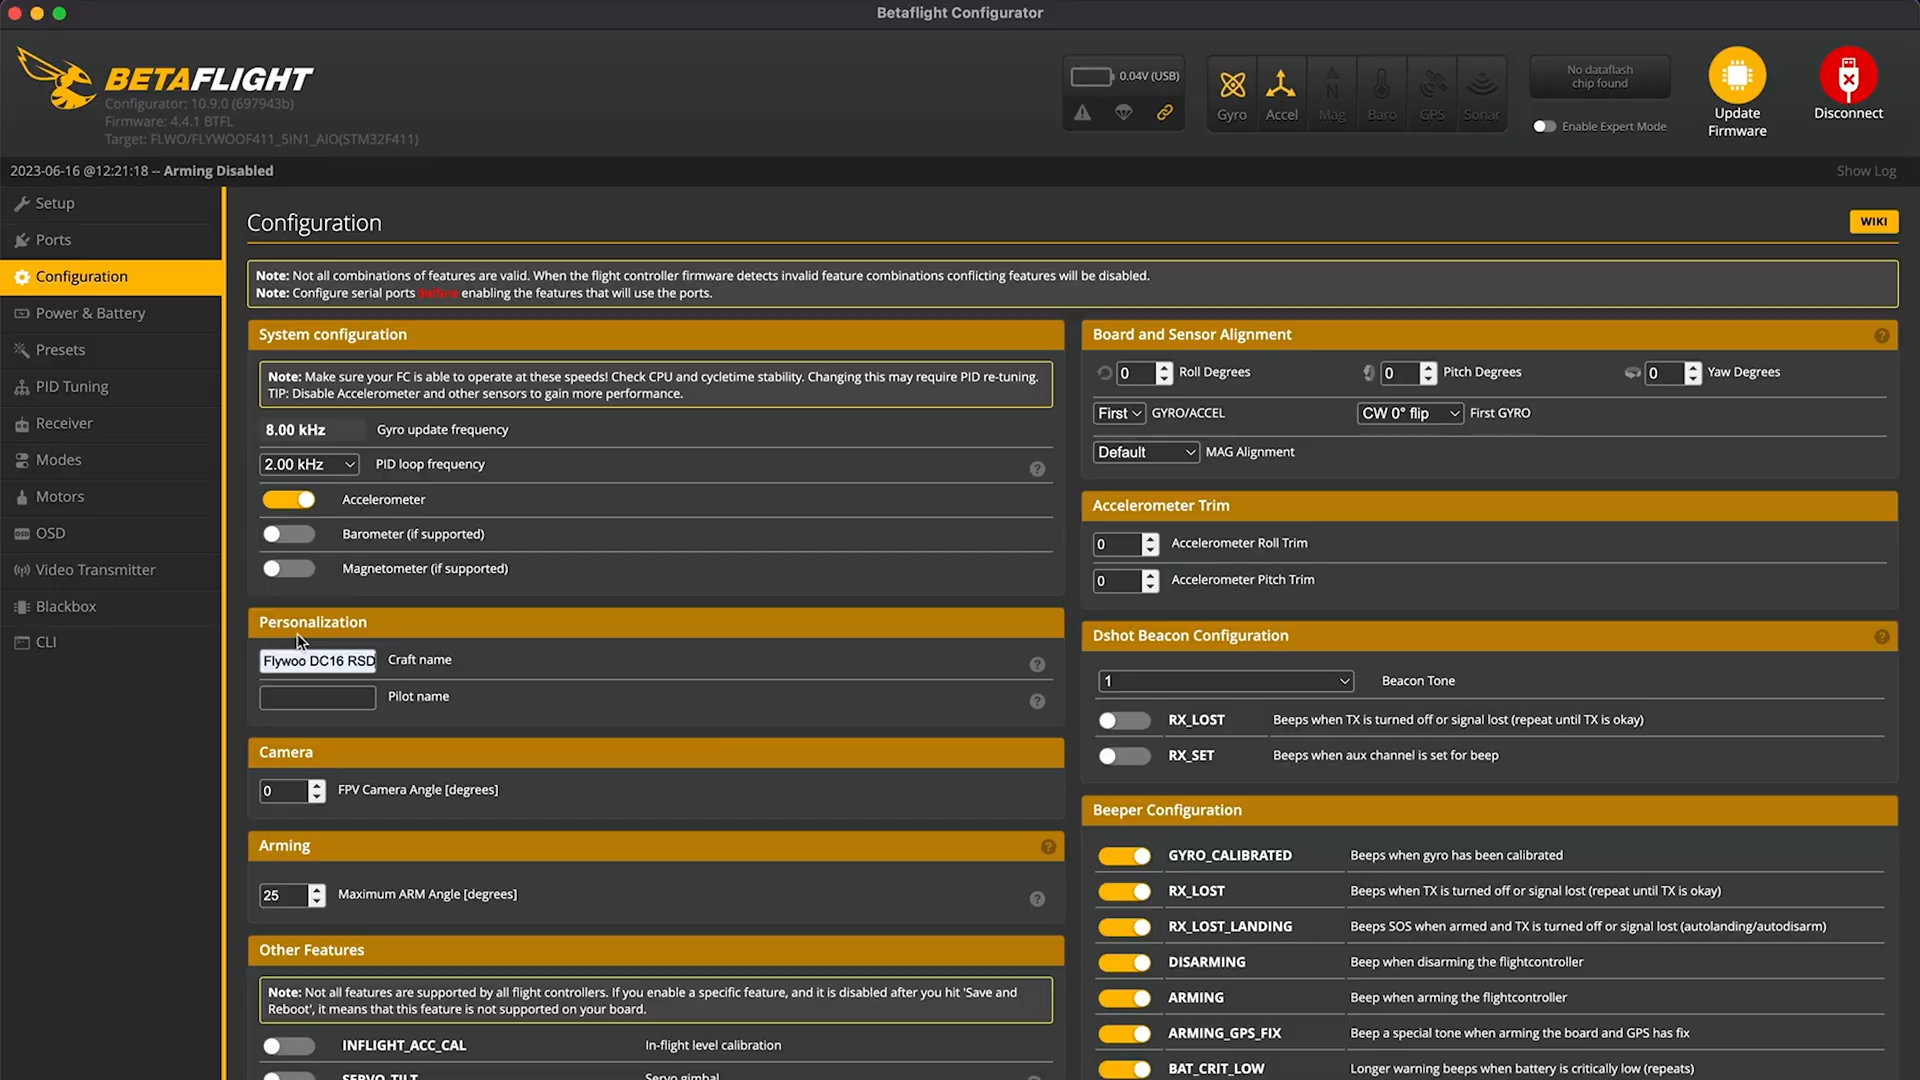 Betaflight Configurator
BETAFLIGHT
Configurator: 10.9.0 (697943b)
Firmware: 4.4.1 BTFL
Target: FLWO/FLYWOOF411_5IN1_AIO(STM32F411)
0.04V (USB)
Gyro
Accel
Mag
Baro
GPS
Sonar
No dataflash
chip found
Enable Expert Mode
Update
Firmware
Disconnect
2023-06-16 @12:21:18 -- Arming Disabled
Show Log
Setup
Ports
Configuration
Power & Battery
Presets
PID Tuning
Receiver
Modes
Motors
OSD
Video Transmitter
Blackbox
CLI
Configuration
WIKI
Note: Not all combinations of features are valid. When the flight controller firmware detects invalid feature combinations conflicting features will be disabled.
Note: Configure serial ports before enabling the features that will use the ports.
System configuration
Note: Make sure your FC is able to operate at these speeds! Check CPU and cycletime stability. Changing this may require PID re-tuning.
TIP: Disable Accelerometer and other sensors to gain more performance.
8.00 kHz Gyro update frequency
2.00 kHz PID loop frequency
Accelerometer
Barometer (if supported)
Magnetometer (if supported)
Personalization
Flywoo DC16 RSD Craft name
Pilot name
Camera
0 FPV Camera Angle [degrees]
Arming
25 Maximum ARM Angle [degrees]
Other Features
Note: Not all features are supported by all flight controllers. If you enable a specific feature, and it is disabled after you hit 'Save and
Reboot', it means that this feature is not supported on your board.
INFLIGHT_ACC_CAL In-flight level calibration
SERVO_TILT Servo gimbal
Board and Sensor Alignment
0 Roll Degrees 0 Pitch Degrees 0 Yaw Degrees
First GYRO/ACCEL CW 0° flip First GYRO
Default MAG Alignment
Accelerometer Trim
0 Accelerometer Roll Trim
0 Accelerometer Pitch Trim
Dshot Beacon Configuration
1 Beacon Tone
RX_LOST Beeps when TX is turned off or signal lost (repeat until TX is okay)
RX_SET Beeps when aux channel is set for beep
Beeper Configuration
GYRO_CALIBRATED Beeps when gyro has been calibrated
RX_LOST Beeps when TX is turned off or signal lost (repeat until TX is okay)
RX_LOST_LANDING Beeps SOS when armed and TX is turned off or signal lost (autolanding/autodisarm)
DISARMING Beep when disarming the flightcontroller
ARMING Beep when arming the flightcontroller
ARMING_GPS_FIX Beep a special tone when arming the board and GPS has fix
BAT_CRIT_LOW Longer warning beeps when battery is critically low (repeats)